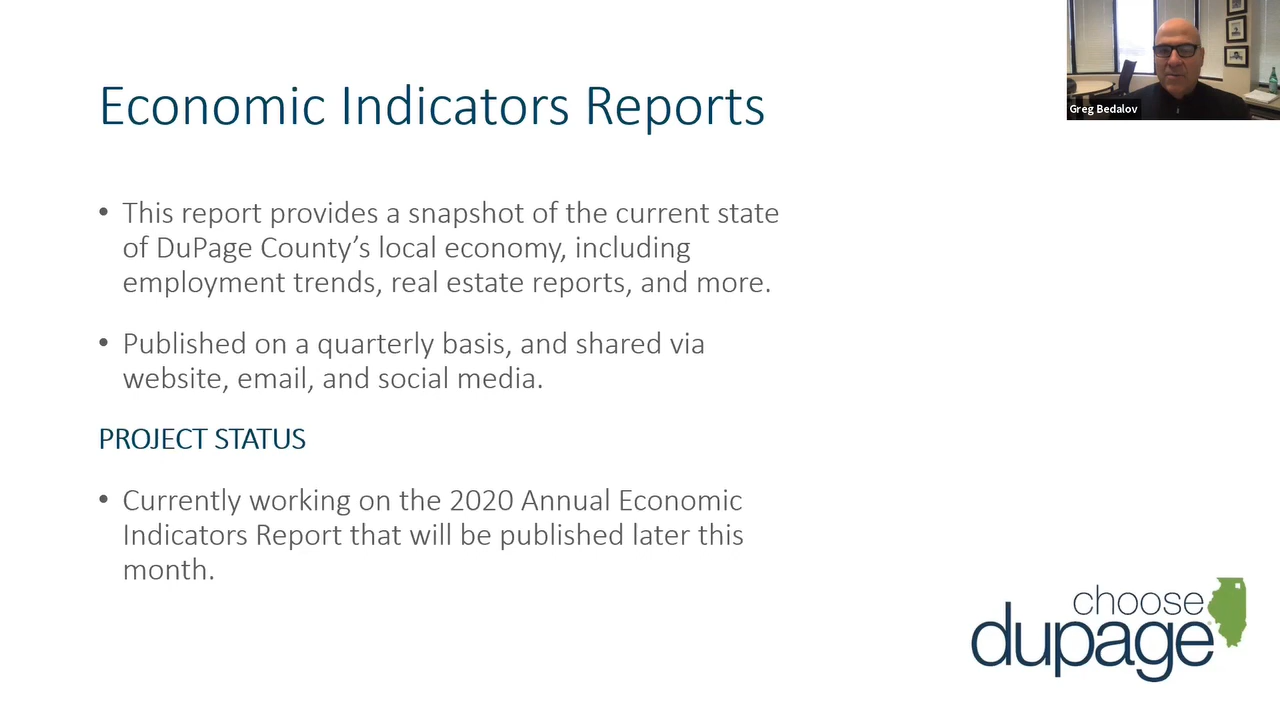 Economic Indicators Reports
Greg Bedalov
• This report provides a snapshot of the current state
of DuPage County’s local economy, including
employment trends, real estate reports, and more.
• Published on a quarterly basis, and shared via
website, email, and social media.
PROJECT STATUS
• Currently working on the 2020 Annual Economic
Indicators Report that will be published later this
month.
choose
dupage